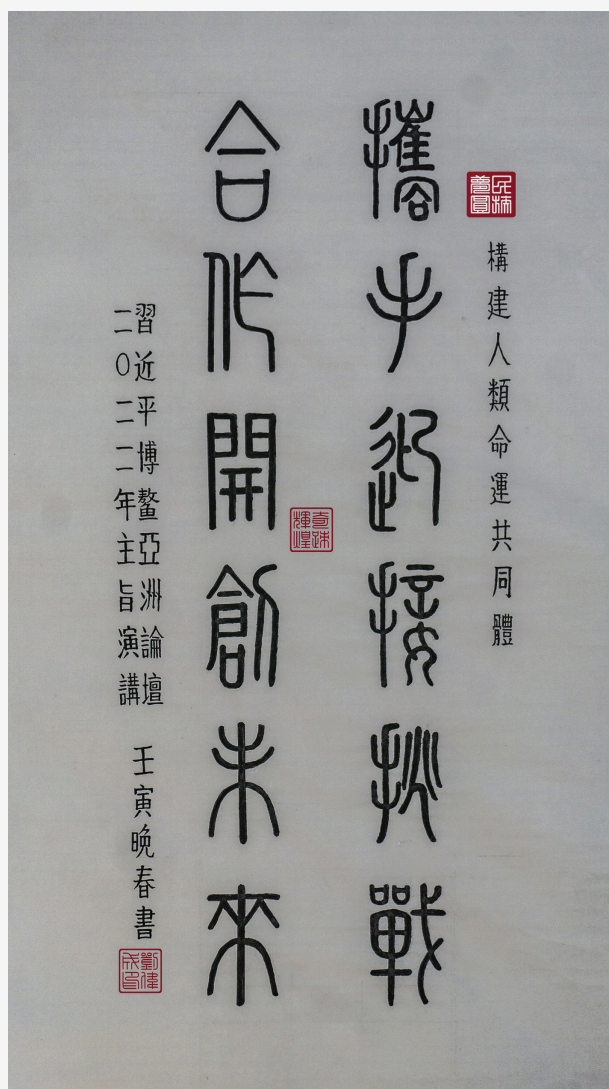 構建人類命運共同體
攜手迎接挑戰
合作開創未來
習近平博鰲亞洲論壇
二〇二二年主旨演講
壬寅晚春書